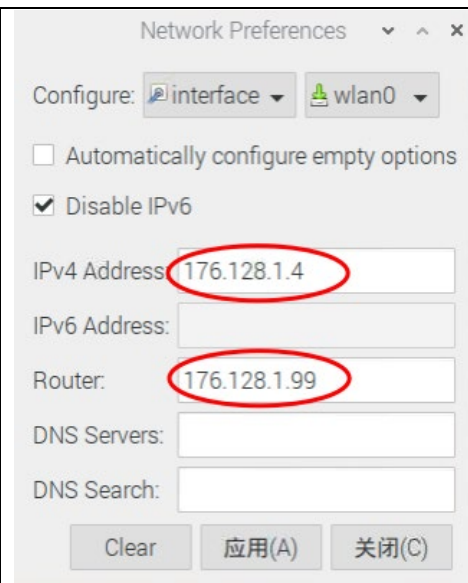 Network Preferences
Configure: interface wlan0
Automatically configure empty options
Disable IPv6
IPv4 Address: 176.128.1.4
IPv6 Address:
Router: 176.128.1.99
DNS Servers:
DNS Search:
Clear 应用(A) 关闭(C)